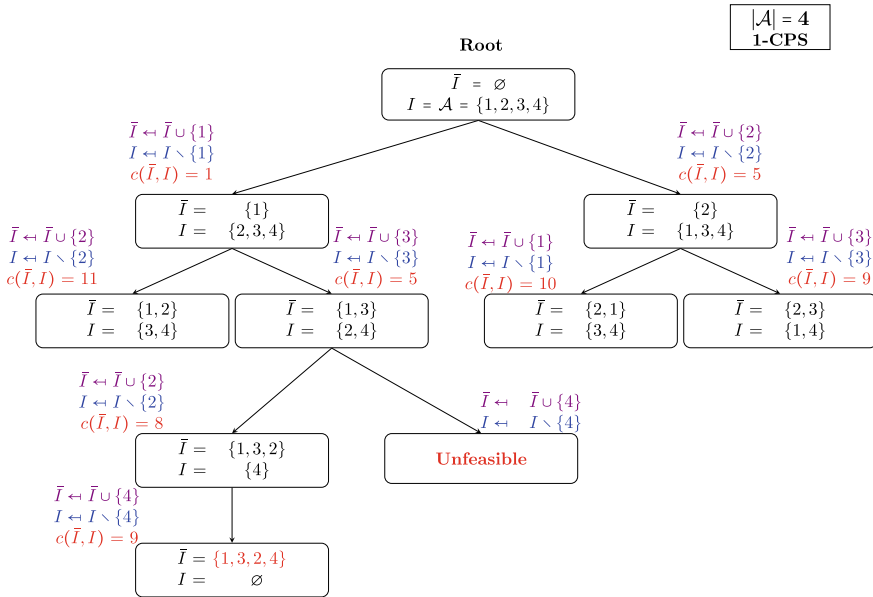 |𝒜| = 4
1-CPS
Root
Ī = ∅
I = 𝒜 = {1, 2, 3, 4}
Ī ↤ Ī ∪ {1}
I ↤ I ∖ {1}
c(Ī, I) = 1
Ī ↤ Ī ∪ {2}
I ↤ I ∖ {2}
c(Ī, I) = 5
Ī = {1}
I = {2, 3, 4}
Ī = {2}
I = {1, 3, 4}
Ī ↤ Ī ∪ {2}
I ↤ I ∖ {2}
c(Ī, I) = 11
Ī ↤ Ī ∪ {3}
I ↤ I ∖ {3}
c(Ī, I) = 5
Ī ↤ Ī ∪ {1}
I ↤ I ∖ {1}
c(Ī, I) = 10
Ī ↤ Ī ∪ {3}
I ↤ I ∖ {3}
c(Ī, I) = 9
Ī = {1, 2}
I = {3, 4}
Ī = {1, 3}
I = {2, 4}
Ī = {2, 1}
I = {3, 4}
Ī = {2, 3}
I = {1, 4}
Ī ↤ Ī ∪ {2}
I ↤ I ∖ {2}
c(Ī, I) = 8
Ī ↤ Ī ∪ {4}
I ↤ I ∖ {4}
Ī = {1, 3, 2}
I = {4}
Unfeasible
Ī ↤ Ī ∪ {4}
I ↤ I ∖ {4}
c(Ī, I) = 9
Ī = {1, 3, 2, 4}
I = ∅